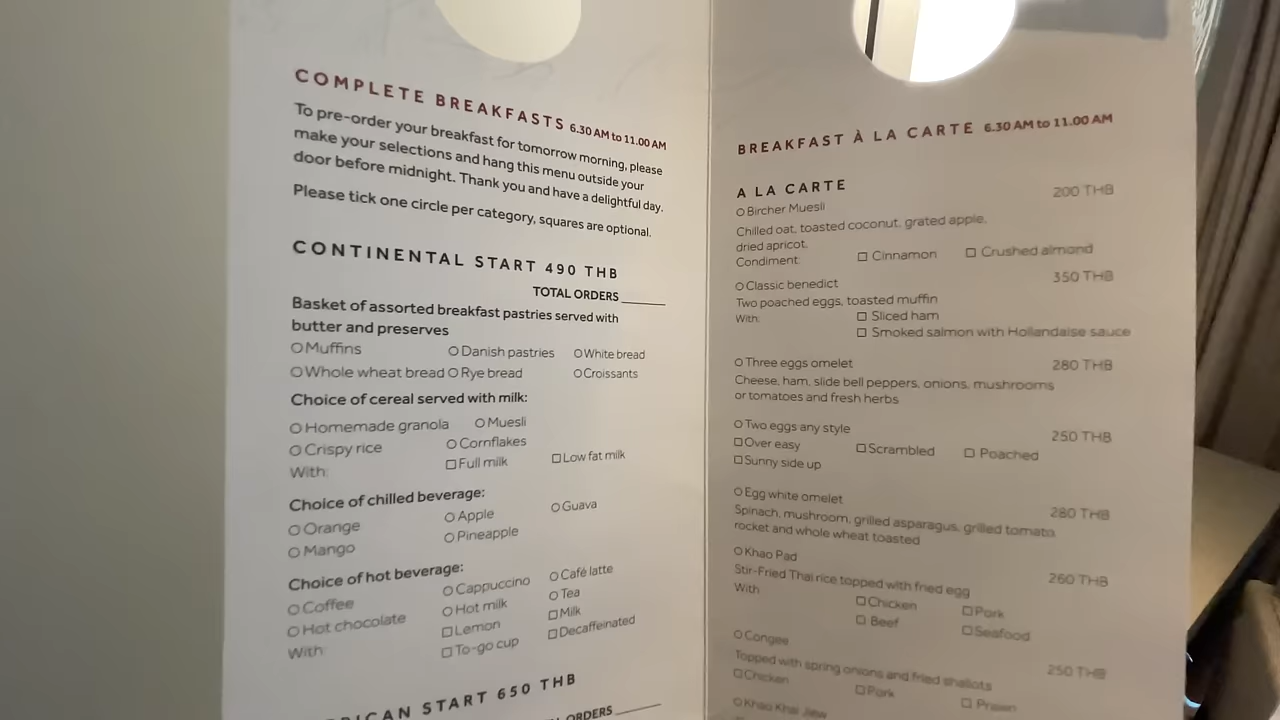 COMPLETE BREAKFASTS 6.30 AM to 11.00 AM
To pre-order your breakfast for tomorrow morning, please
make your selections and hang this menu outside your
door before midnight. Thank you and have a delightful day.
Please tick one circle per category, squares are optional.
CONTINENTAL START 490 THB
TOTAL ORDERS ______
Basket of assorted breakfast pastries served with
butter and preserves
○ Muffins ○ Danish pastries ○ White bread
○ Whole wheat bread ○ Rye bread ○ Croissants
Choice of cereal served with milk:
○ Homemade granola ○ Muesli
○ Crispy rice ○ Cornflakes
With: □ Full milk □ Low fat milk
Choice of chilled beverage:
○ Orange ○ Apple ○ Guava
○ Mango ○ Pineapple
Choice of hot beverage:
○ Coffee ○ Cappuccino ○ Café latte
○ Hot chocolate ○ Hot milk ○ Tea
With: □ Lemon □ Milk
□ To-go cup □ Decaffeinated
START 650 THB
ORDERS ______
BREAKFAST À LA CARTE 6.30 AM to 11.00 AM
A LA CARTE
○ Bircher Muesli 200 THB
Chilled oat, toasted coconut, grated apple,
dried apricot.
Condiment: □ Cinnamon □ Crushed almond
○ Classic benedict 350 THB
Two poached eggs, toasted muffin
With: □ Sliced ham
□ Smoked salmon with Hollandaise sauce
○ Three eggs omelet 280 THB
Cheese, ham, slide bell peppers, onions, mushrooms
or tomatoes and fresh herbs
○ Two eggs any style 250 THB
□ Over easy □ Scrambled □ Poached
□ Sunny side up
○ Egg white omelet 280 THB
Spinach, mushroom, grilled asparagus, grilled tomato,
rocket and whole wheat toasted
○ Khao Pad 260 THB
Stir-Fried Thai rice topped with fried egg
With □ Chicken □ Pork
□ Beef □ Seafood
○ Congee 250 THB
Topped with spring onions and fried shallots
□ Chicken □ Pork □ Prawn
○ Khao Khai Jiew